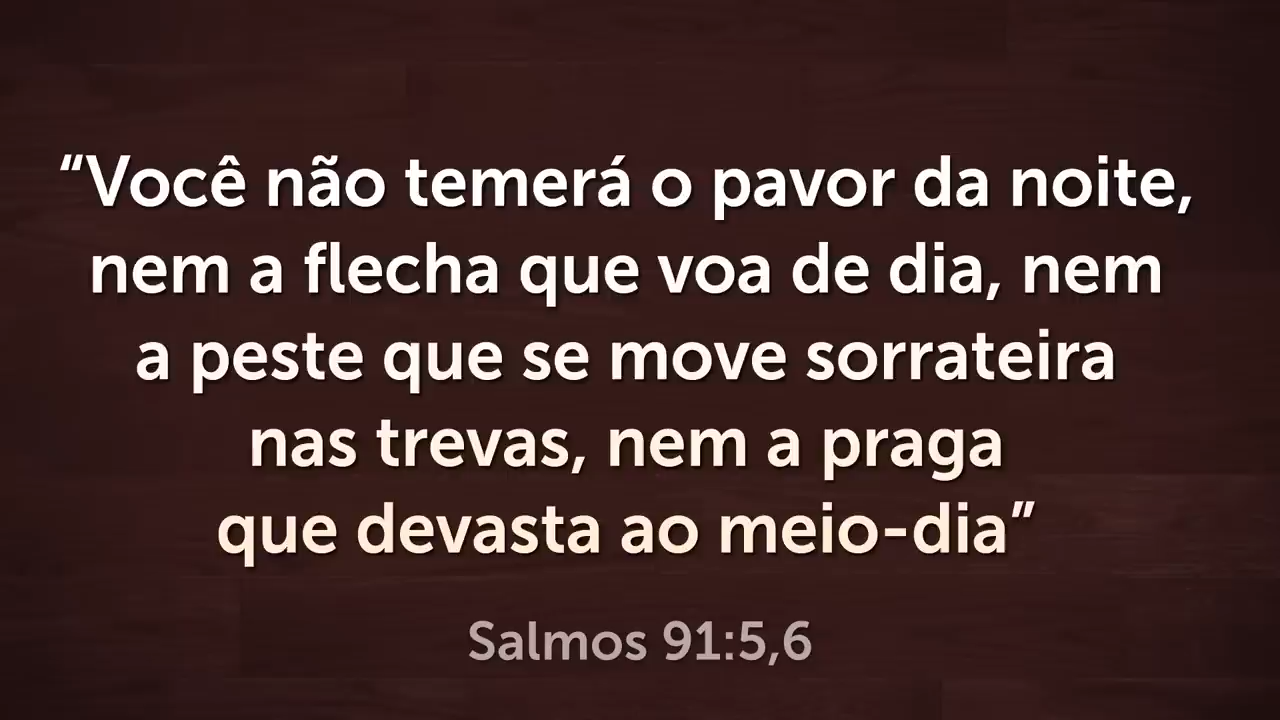 “Você não temerá o pavor da noite,
nem a flecha que voa de dia, nem
a peste que se move sorrateira
nas trevas, nem a praga
que devasta ao meio-dia”
Salmos 91:5,6